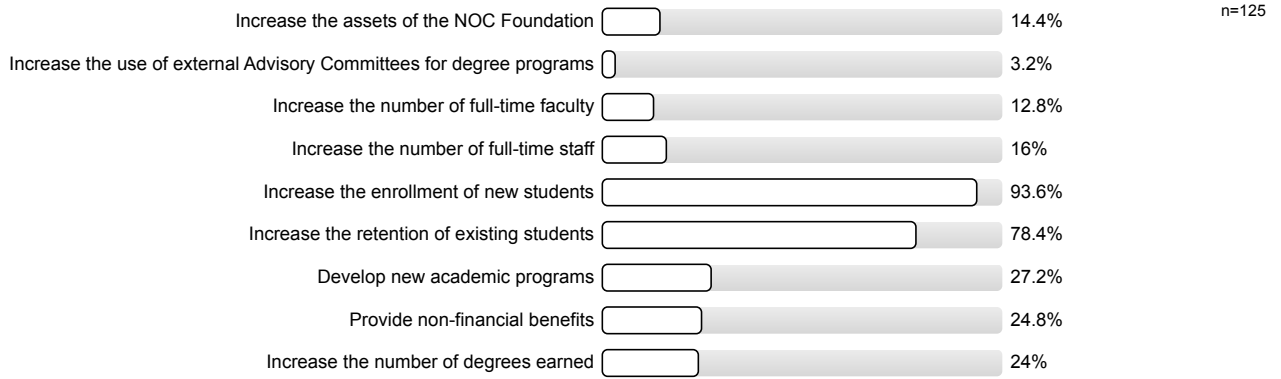 Increase the assets of the NOC Foundation 14.4% n=125
Increase the use of external Advisory Committees for degree programs 3.2%
Increase the number of full-time faculty 12.8%
Increase the number of full-time staff 16%
Increase the enrollment of new students 93.6%
Increase the retention of existing students 78.4%
Develop new academic programs 27.2%
Provide non-financial benefits 24.8%
Increase the number of degrees earned 24%